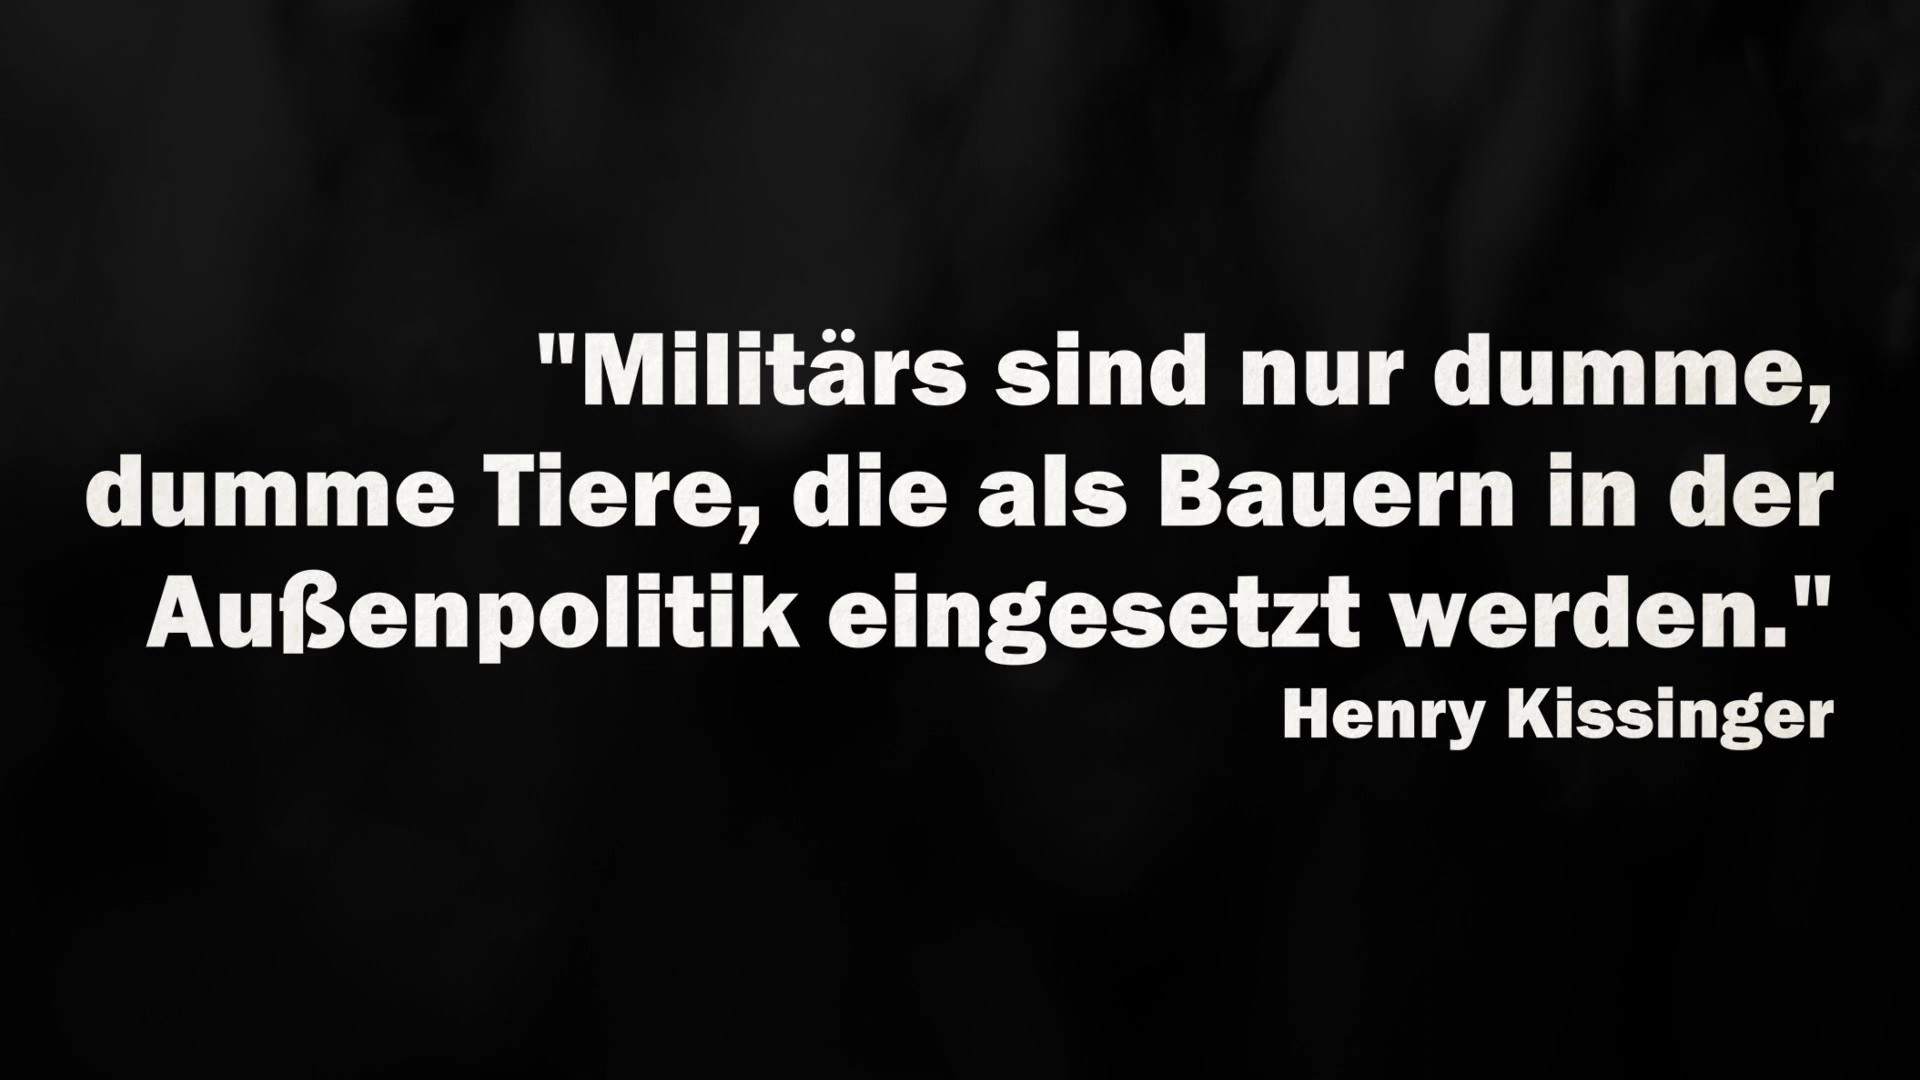 "Militärs sind nur dumme,
dumme Tiere, die als Bauern in der
Außenpolitik eingesetzt werden."
Henry Kissinger